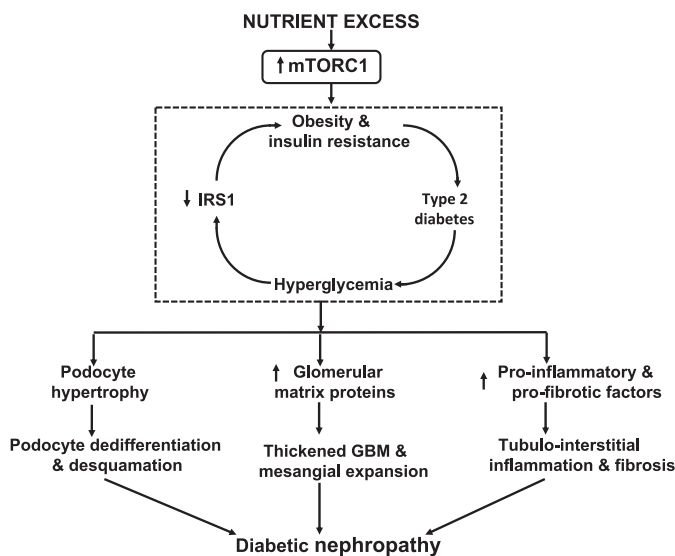 NUTRIENT EXCESS
↑ mTORC1
Obesity &
insulin resistance
↓ IRS1
Type 2
diabetes
Hyperglycemia
Podocyte
hypertrophy
↑ Glomerular
matrix proteins
↑ Pro-inflammatory &
pro-fibrotic factors
Podocyte dedifferentiation
& desquamation
Thickened GBM &
mesangial expansion
Tubulo-interstitial
inflammation & fibrosis
Diabetic nephropathy